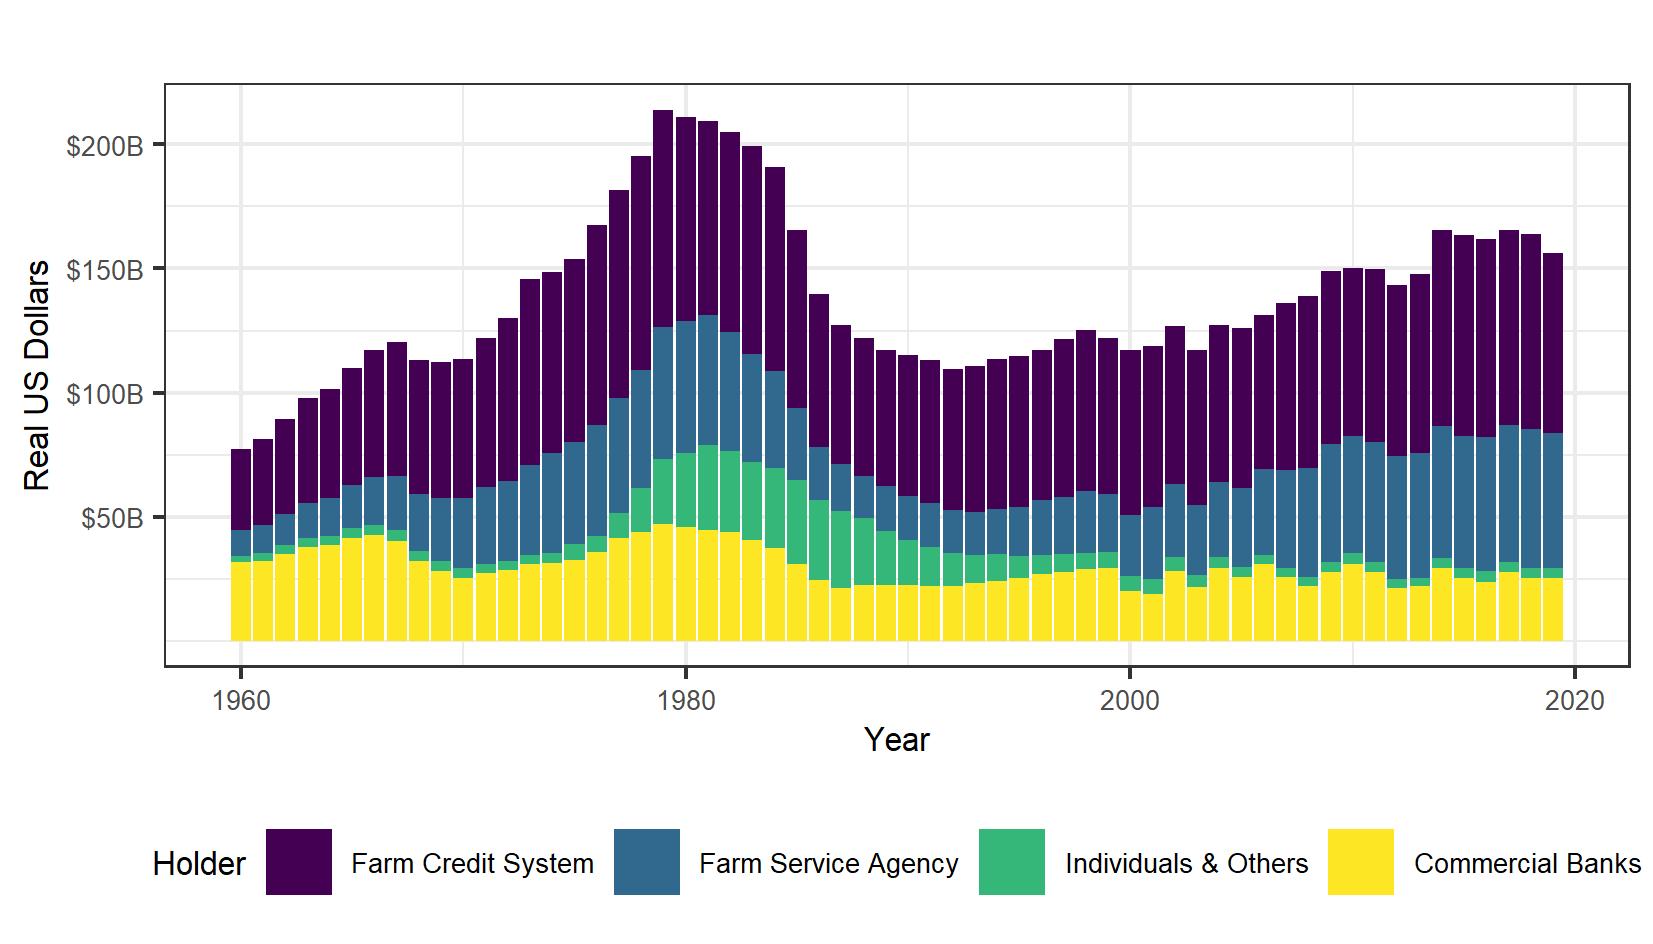 Real US Dollars
$200B
$150B
$100B
$50B
1960 1980 2000 2020
Year
Holder Farm Credit System Farm Service Agency Individuals & Others Commercial Banks